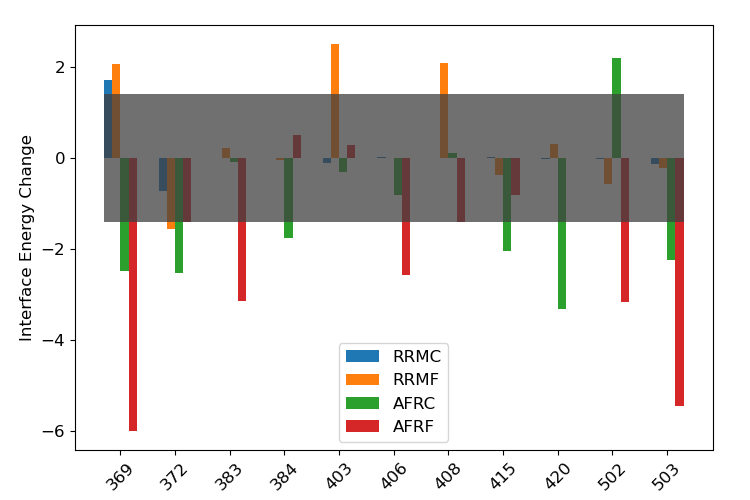 Interface Energy Change
2
0
−2
−4
−6
RRMC
RRMF
AFRC
AFRF
369 372 383 384 403 406 408 415 420 502 503